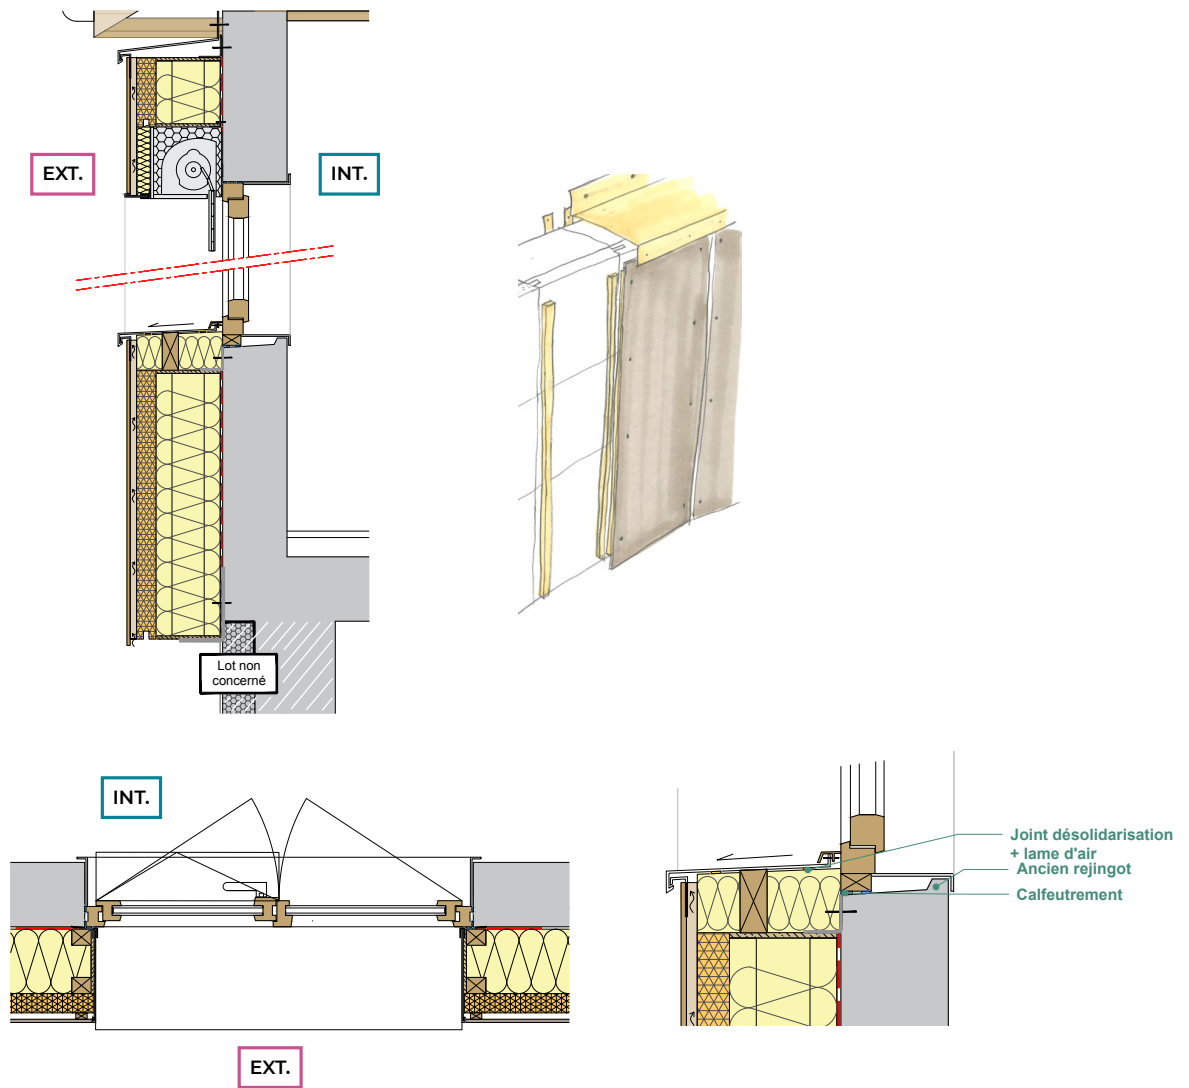 EXT.
INT.
Lot non
concerné
INT.
EXT.
Joint désolidarisation
+ lame d'air
Ancien rejingot
Calfeutrement